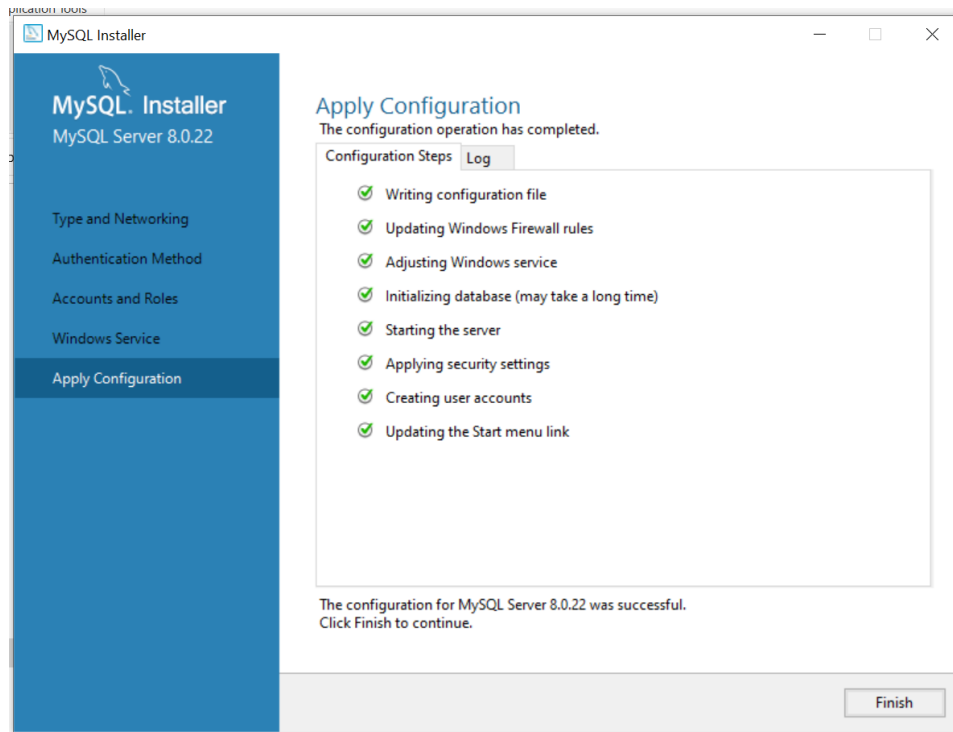 plication Tools
MySQL Installer
MySQL. Installer
MySQL Server 8.0.22
Type and Networking
Authentication Method
Accounts and Roles
Windows Service
Apply Configuration
Apply Configuration
The configuration operation has completed.
Configuration Steps
Log
Writing configuration file
Updating Windows Firewall rules
Adjusting Windows service
Initializing database (may take a long time)
Starting the server
Applying security settings
Creating user accounts
Updating the Start menu link
The configuration for MySQL Server 8.0.22 was successful.
Click Finish to continue.
Finish